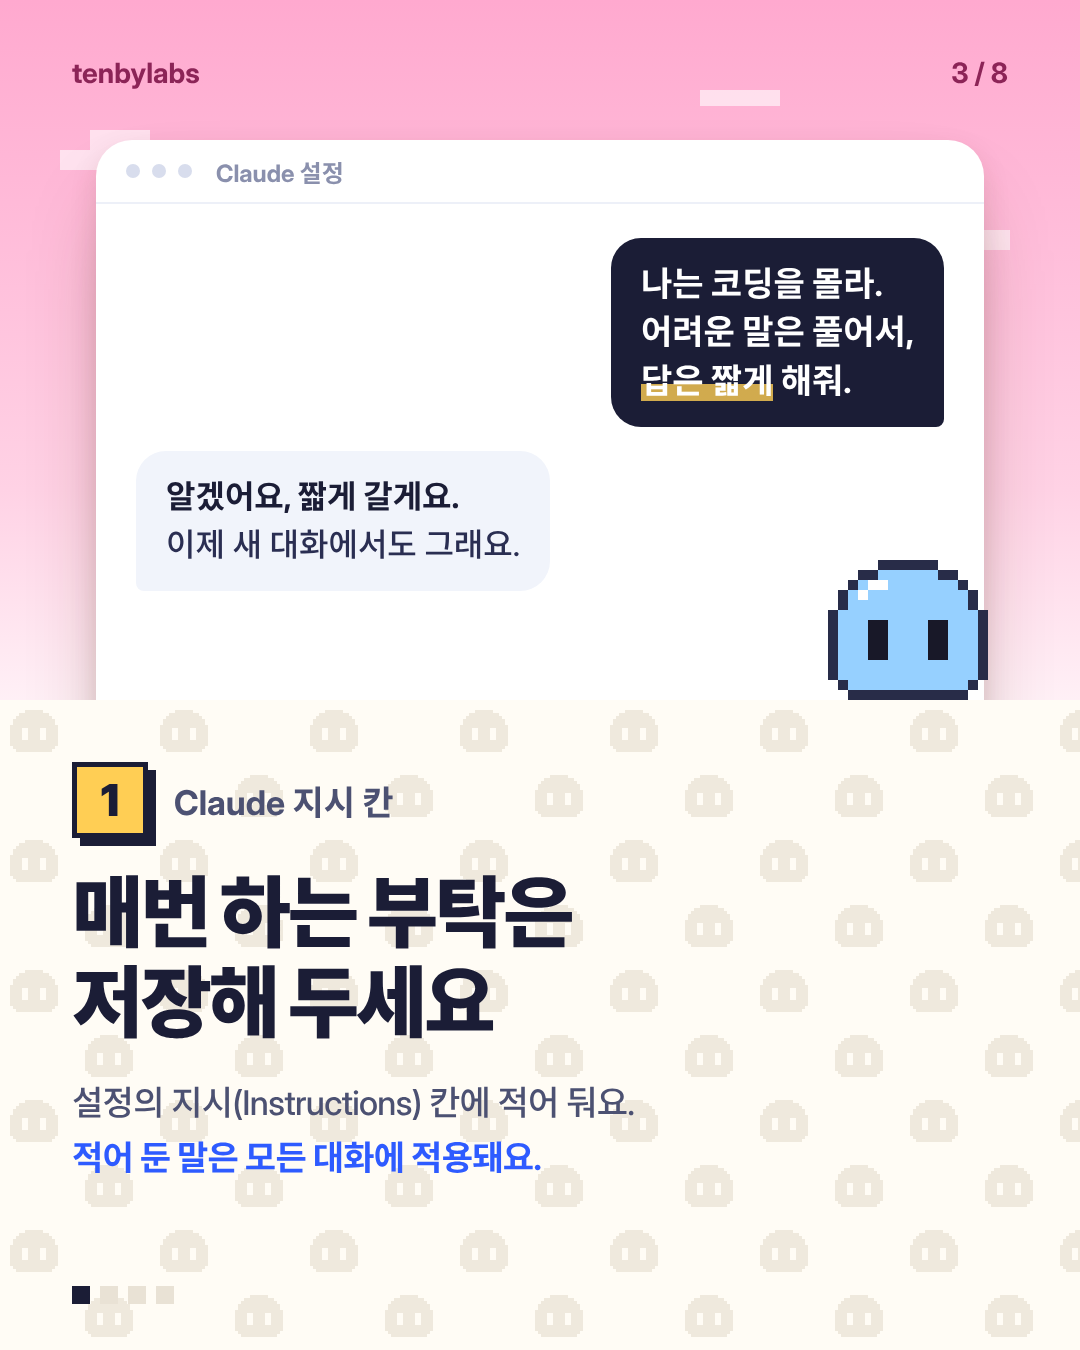 tenbylabs
3 / 8
Claude 설정
나는 코딩을 몰라.
어려운 말은 풀어서,
답은 짧게 해줘.
알겠어요, 짧게 갈게요.
이제 새 대화에서도 그래요.
1
Claude 지시 칸
매번 하는 부탁은
저장해 두세요
설정의 지시(Instructions) 칸에 적어 둬요.
적어 둔 말은 모든 대화에 적용돼요.